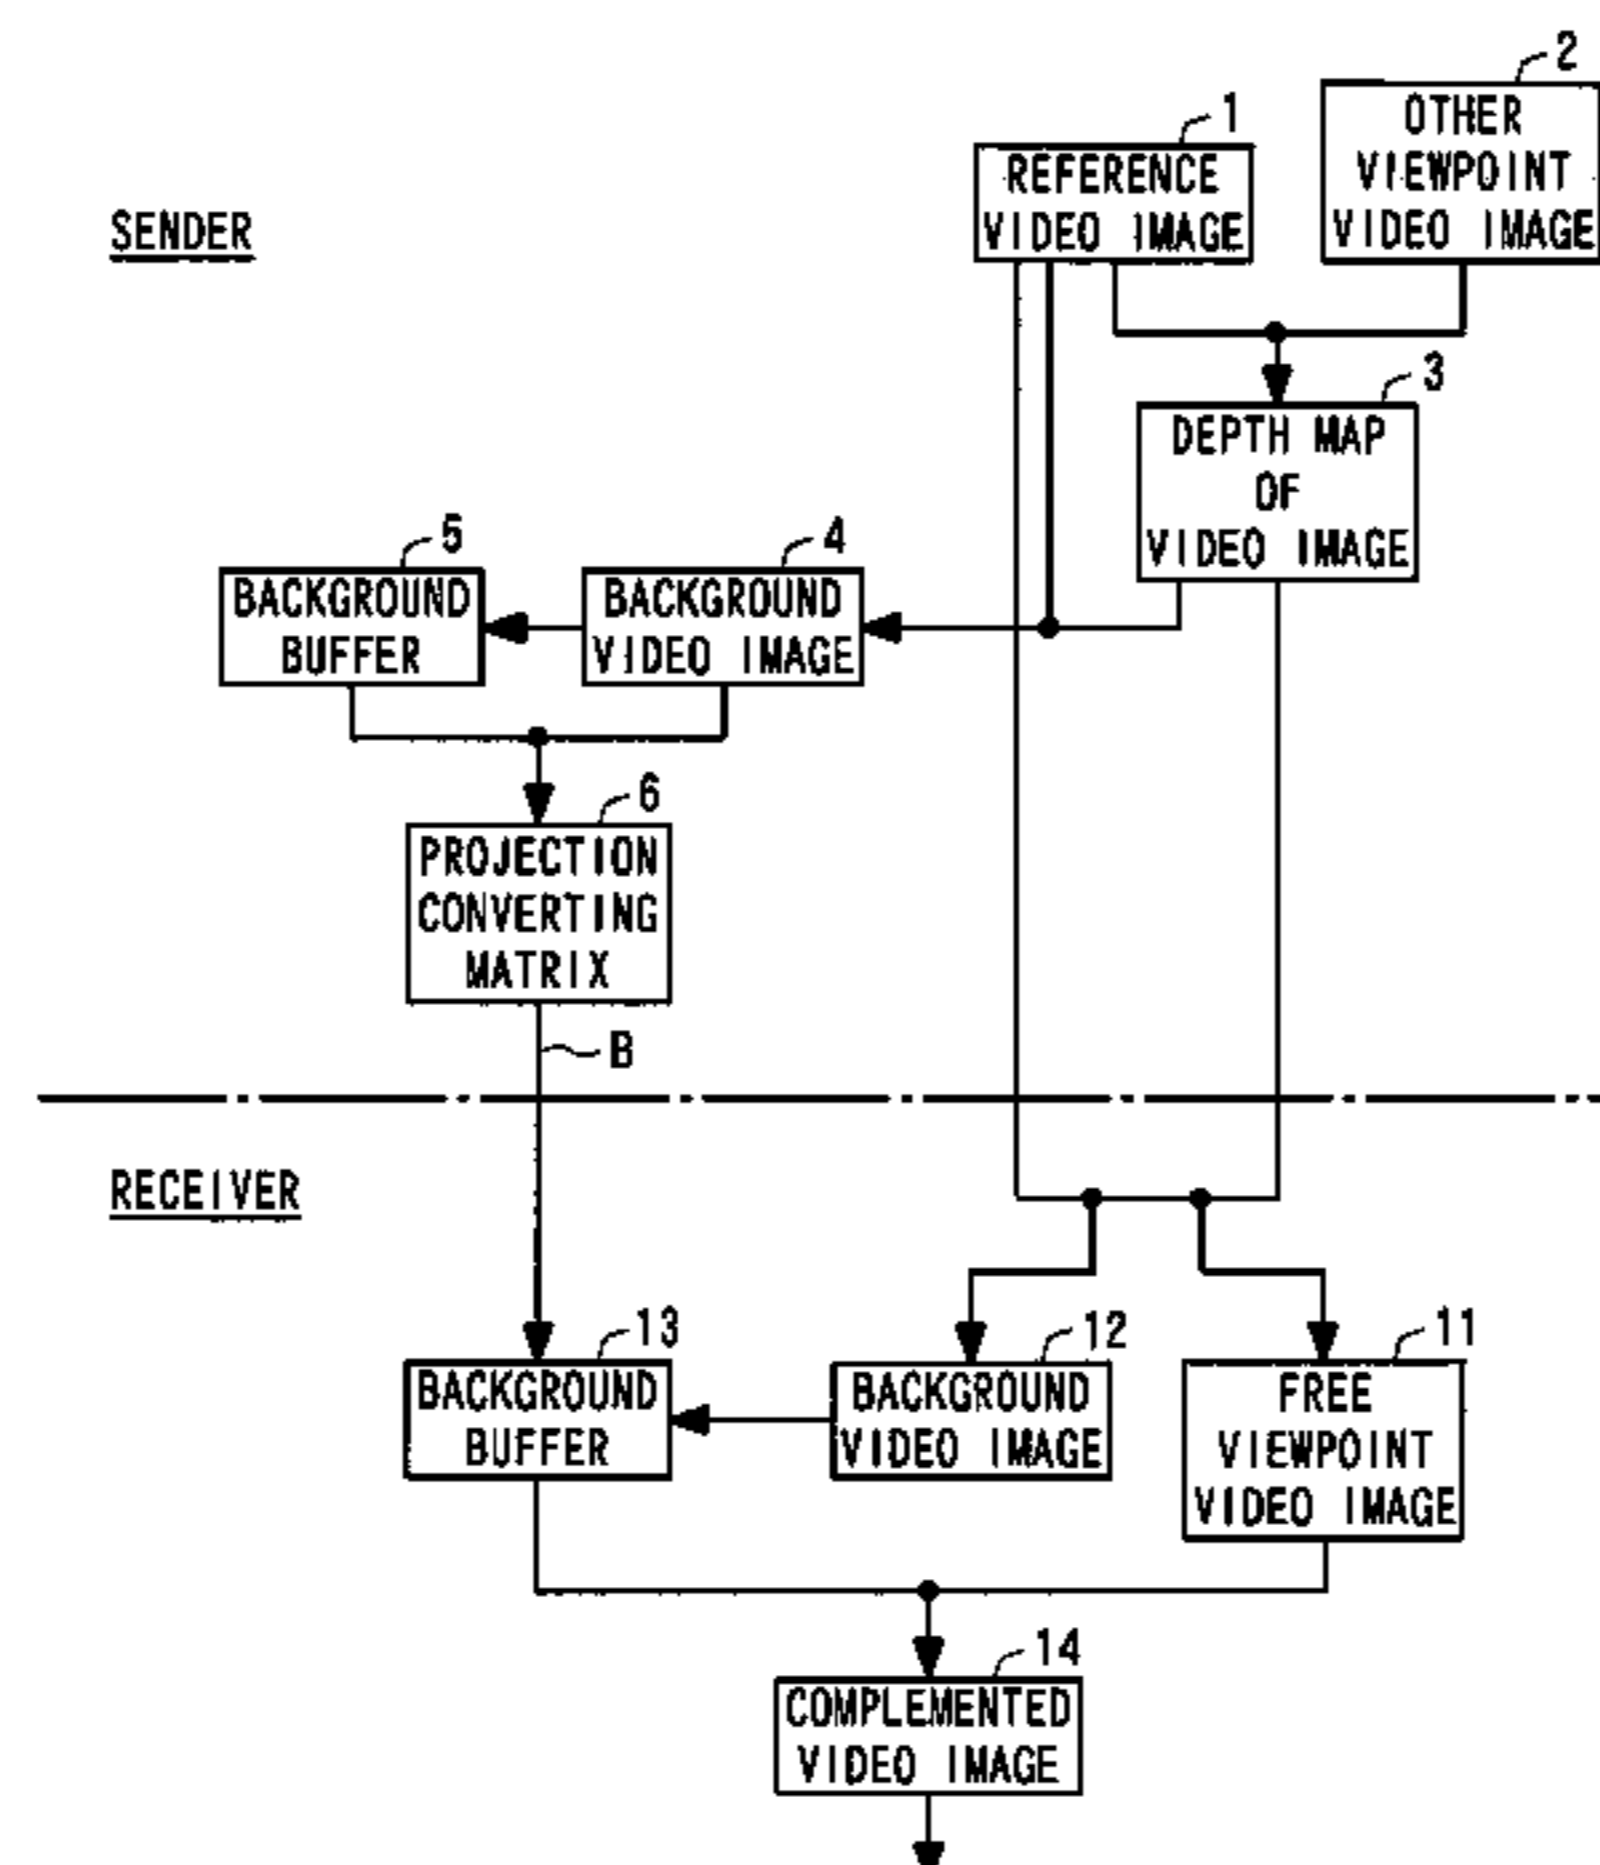 2
OTHER
VIEWPOINT
VIDEO IMAGE
1
REFERENCE
VIDEO IMAGE
SENDER
3
DEPTH MAP
OF
VIDEO IMAGE
5
BACKGROUND
BUFFER
4
BACKGROUND
VIDEO IMAGE
6
PROJECTION
CONVERTING
MATRIX
B
RECEIVER
13
BACKGROUND
BUFFER
12
BACKGROUND
VIDEO IMAGE
11
FREE
VIEWPOINT
VIDEO IMAGE
14
COMPLEMENTED
VIDEO IMAGE